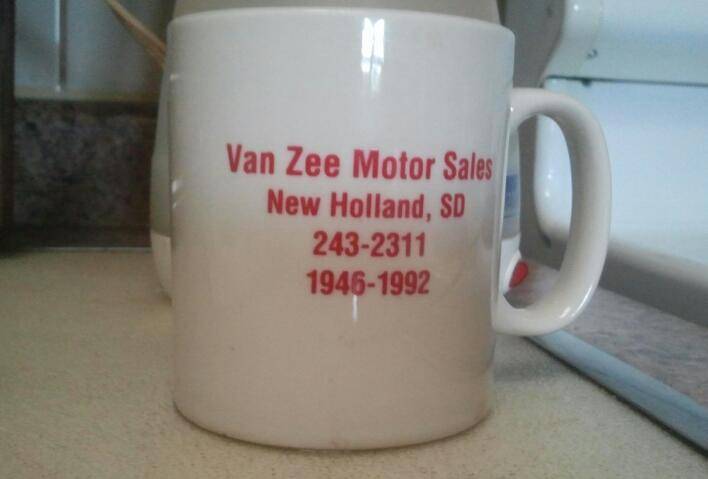 Van Zee Motor Sales
New Holland, SD
243-2311
1946-1992